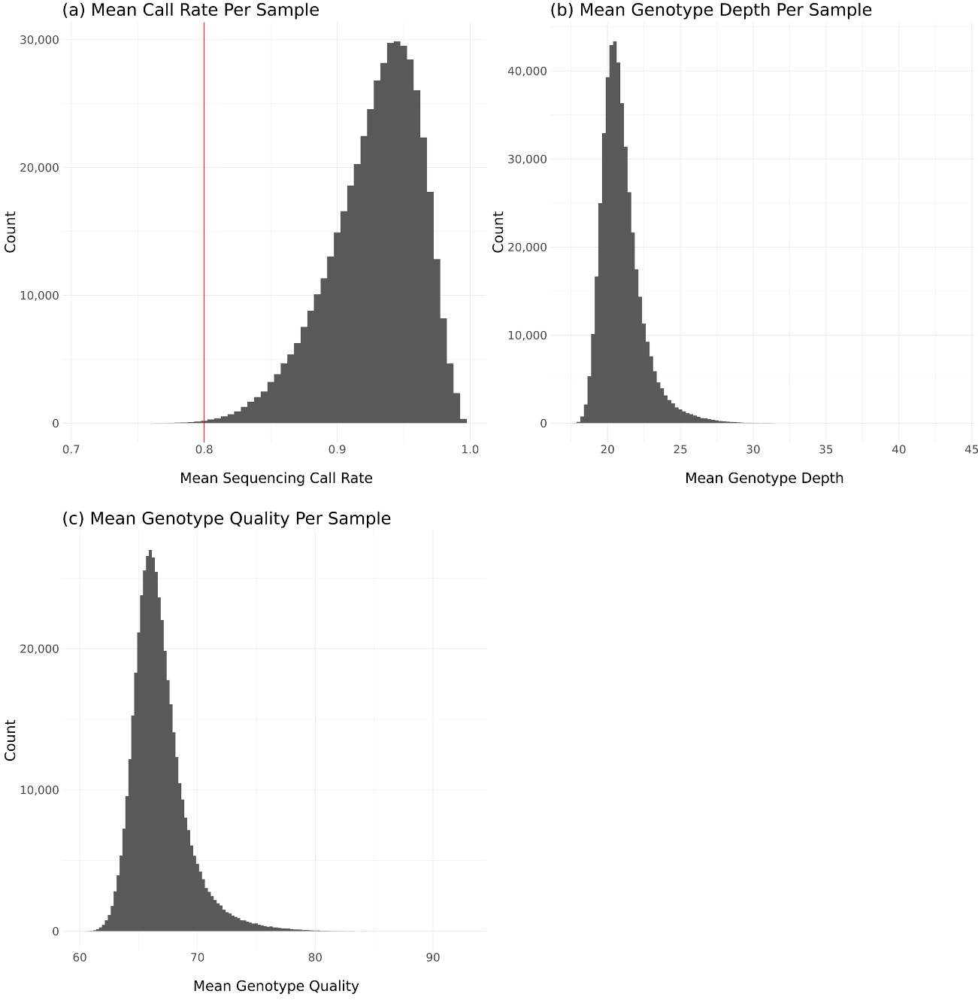 (a) Mean Call Rate Per Sample
30,000
20,000
10,000
0
Count
0.7 0.8 0.9 1.0
Mean Sequencing Call Rate
(b) Mean Genotype Depth Per Sample
40,000
30,000
20,000
10,000
0
Count
20 25 30 35 40 45
Mean Genotype Depth
(c) Mean Genotype Quality Per Sample
20,000
10,000
0
Count
60 70 80 90
Mean Genotype Quality